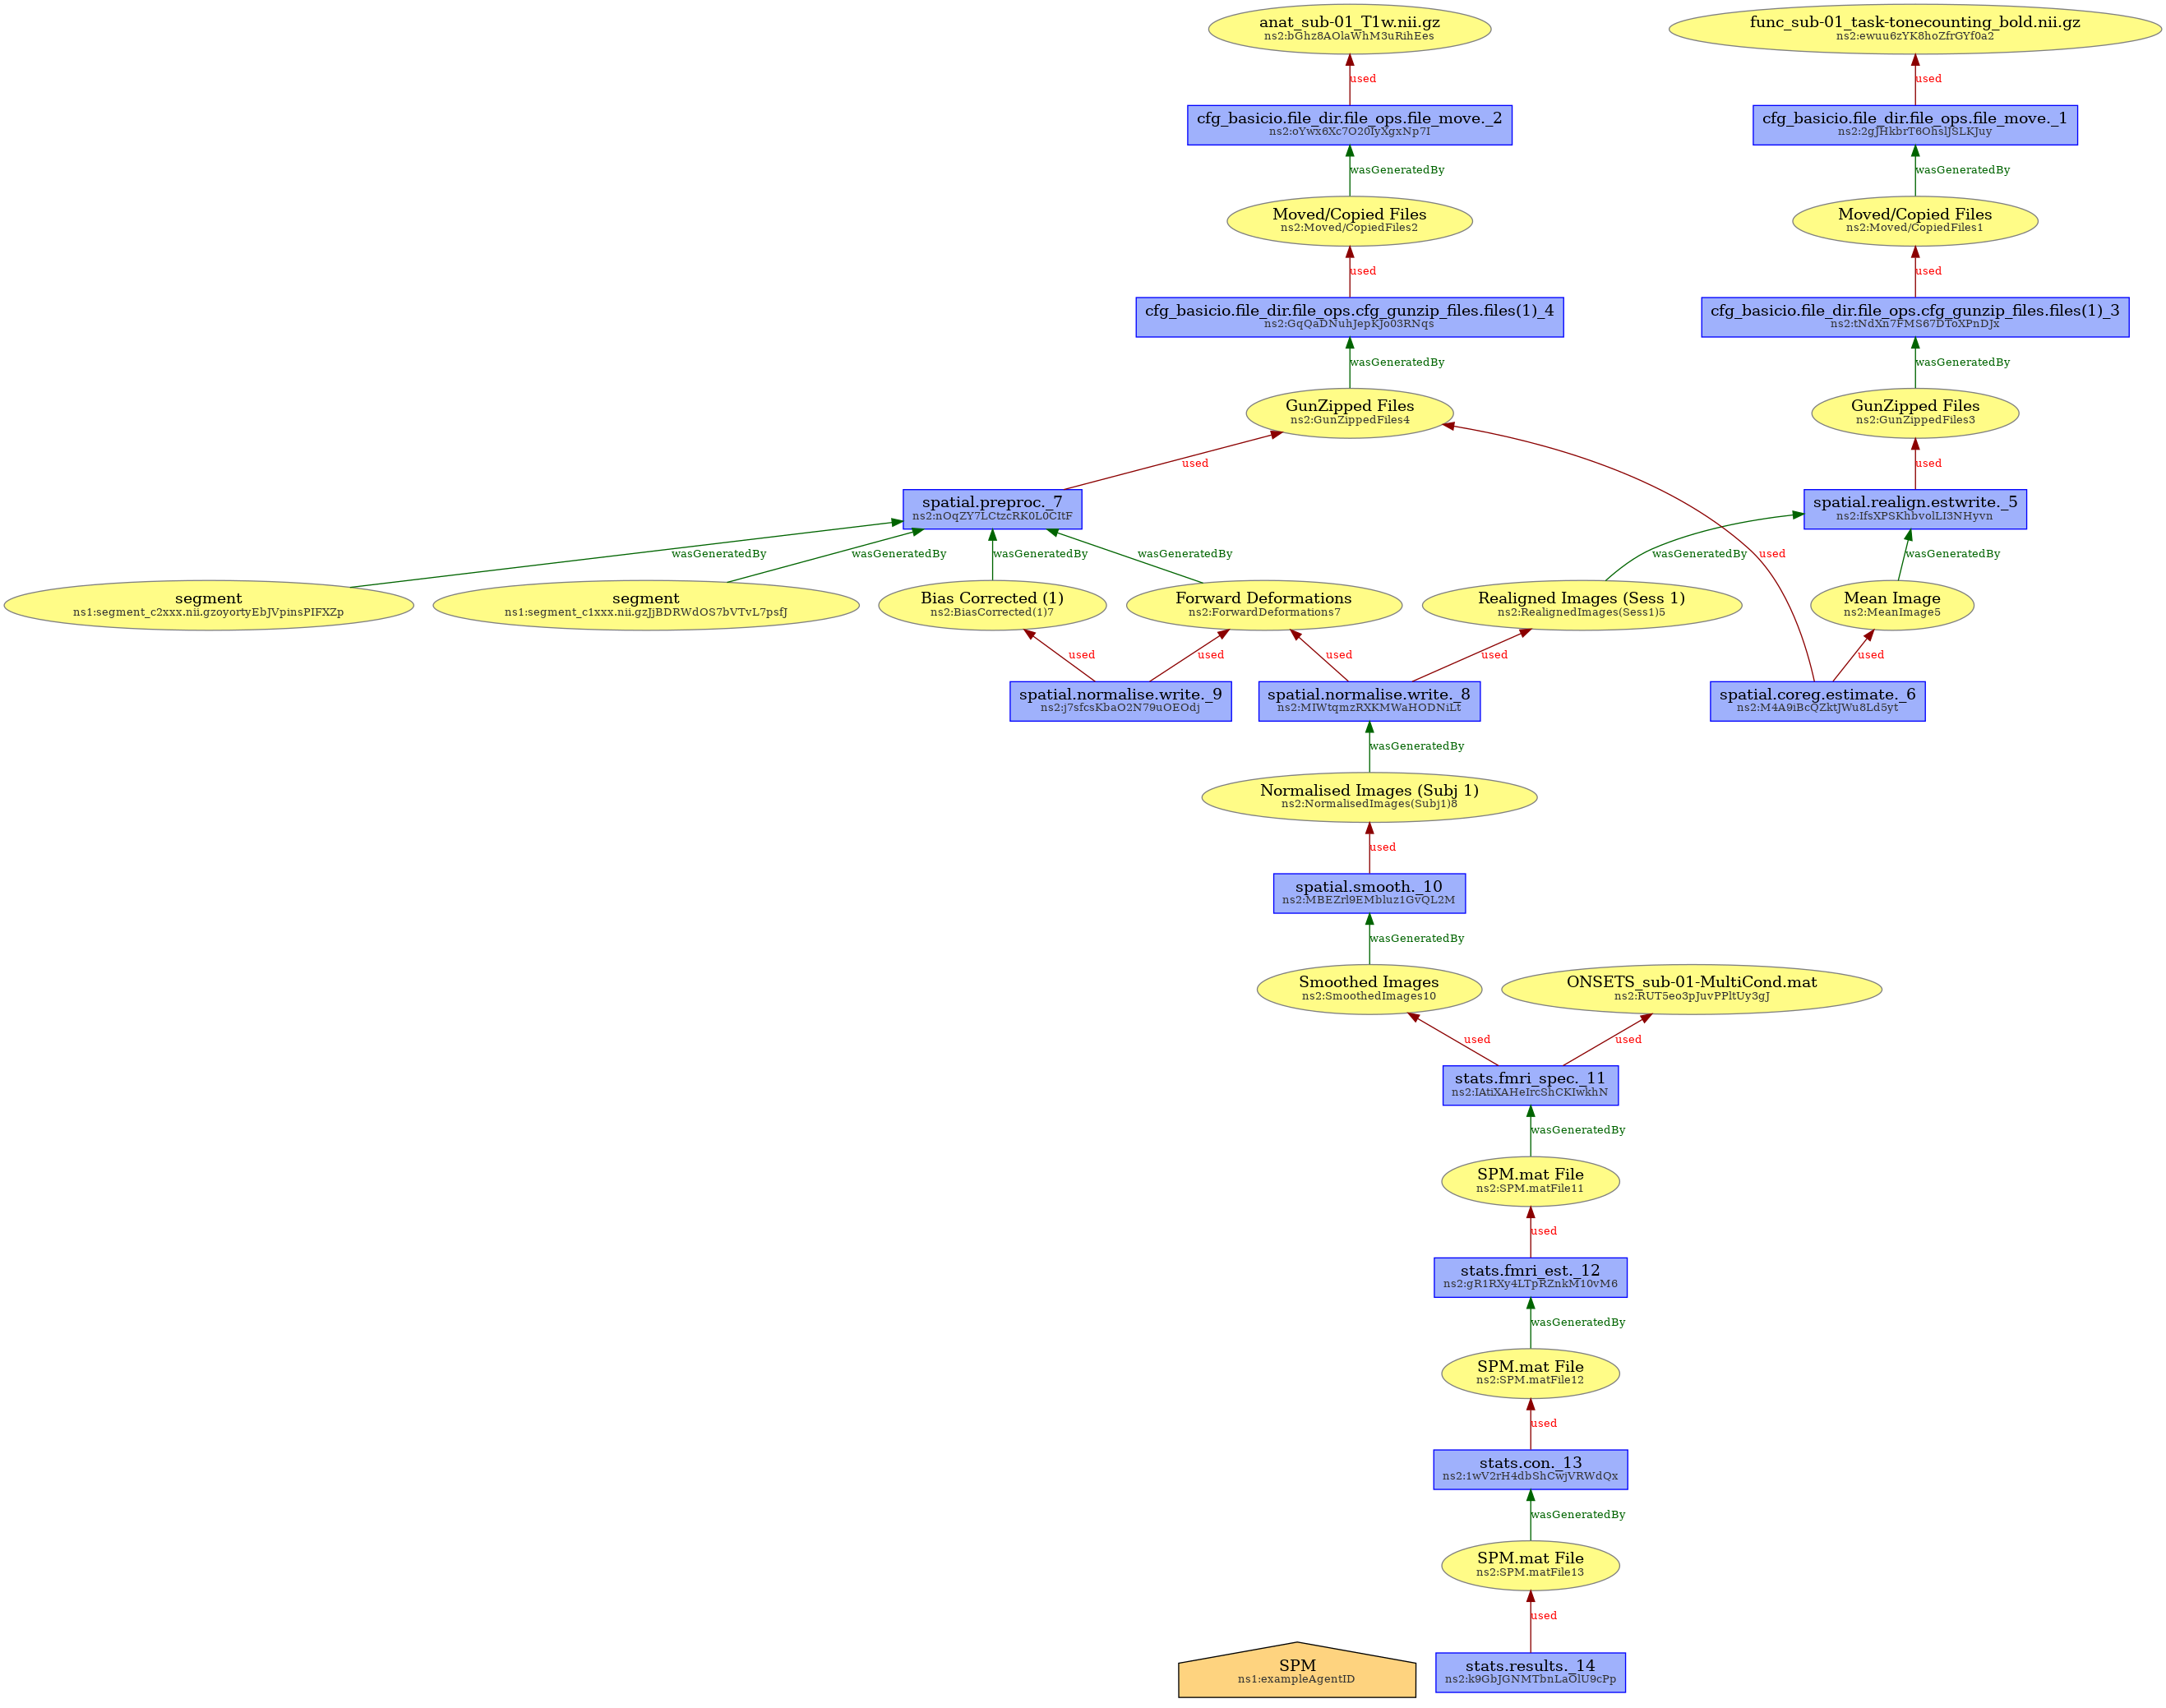 anat_sub-01_T1w.nii.gz
ns2:bGhz8AOlaWhM3uRihEes
func_sub-01_task-tonecounting_bold.nii.gz
ns2:ewuu6zYK8hoZfrGYf0a2
used
used
cfg_basicio.file_dir.file_ops.file_move._2
ns2:oYwx6Xc7O20IyXgxNp7I
cfg_basicio.file_dir.file_ops.file_move._1
ns2:2gJHkbrT6OhslJSLKJuy
wasGeneratedBy
wasGeneratedBy
Moved/Copied Files
ns2:Moved/CopiedFiles2
Moved/Copied Files
ns2:Moved/CopiedFiles1
used
used
cfg_basicio.file_dir.file_ops.cfg_gunzip_files.files(1)_4
ns2:GqQaDNuhJepKJo03RNqs
cfg_basicio.file_dir.file_ops.cfg_gunzip_files.files(1)_3
ns2:tNdXn7FMS67DToXPnDJx
wasGeneratedBy
wasGeneratedBy
GunZipped Files
ns2:GunZippedFiles4
GunZipped Files
ns2:GunZippedFiles3
used
used
spatial.preproc._7
ns2:nOqZY7LCtzcRK0L0CItF
spatial.realign.estwrite._5
ns2:IfsXPSKhbvolLI3NHyvn
wasGeneratedBy
wasGeneratedBy
wasGeneratedBy
wasGeneratedBy
wasGeneratedBy
used
wasGeneratedBy
segment
ns1:segment_c2xxx.nii.gzoyortyEbJVpinsPIFXZp
segment
ns1:segment_c1xxx.nii.gzJjBDRWdOS7bVTvL7psfJ
Bias Corrected (1)
ns2:BiasCorrected(1)7
Forward Deformations
ns2:ForwardDeformations7
Realigned Images (Sess 1)
ns2:RealignedImages(Sess1)5
Mean Image
ns2:MeanImage5
used
used
used
used
used
spatial.normalise.write._9
ns2:j7sfcsKbaO2N79uOEOdj
spatial.normalise.write._8
ns2:MIWtqmzRXKMWaHODNiLt
spatial.coreg.estimate._6
ns2:M4A9iBcQZktJWu8Ld5yt
wasGeneratedBy
Normalised Images (Subj 1)
ns2:NormalisedImages(Subj1)8
used
spatial.smooth._10
ns2:MBEZrl9EMbluz1GvQL2M
wasGeneratedBy
Smoothed Images
ns2:SmoothedImages10
ONSETS_sub-01-MultiCond.mat
ns2:RUT5eo3pJuvPPltUy3gJ
used
used
stats.fmri_spec._11
ns2:IAtiXAHeIrcShCKIwkhN
wasGeneratedBy
SPM.mat File
ns2:SPM.matFile11
used
stats.fmri_est._12
ns2:gR1RXy4LTpRZnkM10vM6
wasGeneratedBy
SPM.mat File
ns2:SPM.matFile12
used
stats.con._13
ns2:1wV2rH4dbShCwjVRWdQx
wasGeneratedBy
SPM.mat File
ns2:SPM.matFile13
used
SPM
ns1:exampleAgentID
stats.results._14
ns2:k9GbJGNMTbnLaOlU9cPp